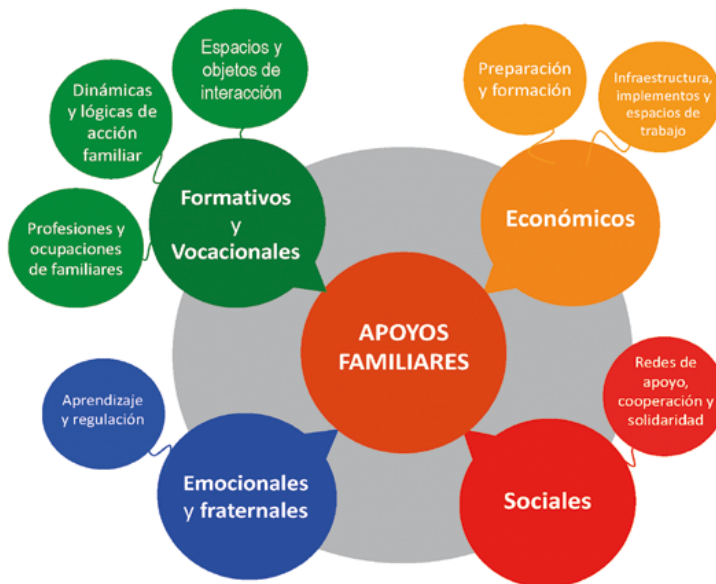 Espacios y
objetos de
interacción
Dinámicas
y lógicas de
acción
familiar
Profesiones y
ocupaciones
de familiares
Formativos
y
Vocacionales
Preparación
y formación
Infraestructura,
implementos y
espacios de
trabajo
Económicos
APOYOS
FAMILIARES
Aprendizaje
y regulación
Emocionales
y fraternales
Redes de
apoyo,
cooperación y
solidaridad
Sociales